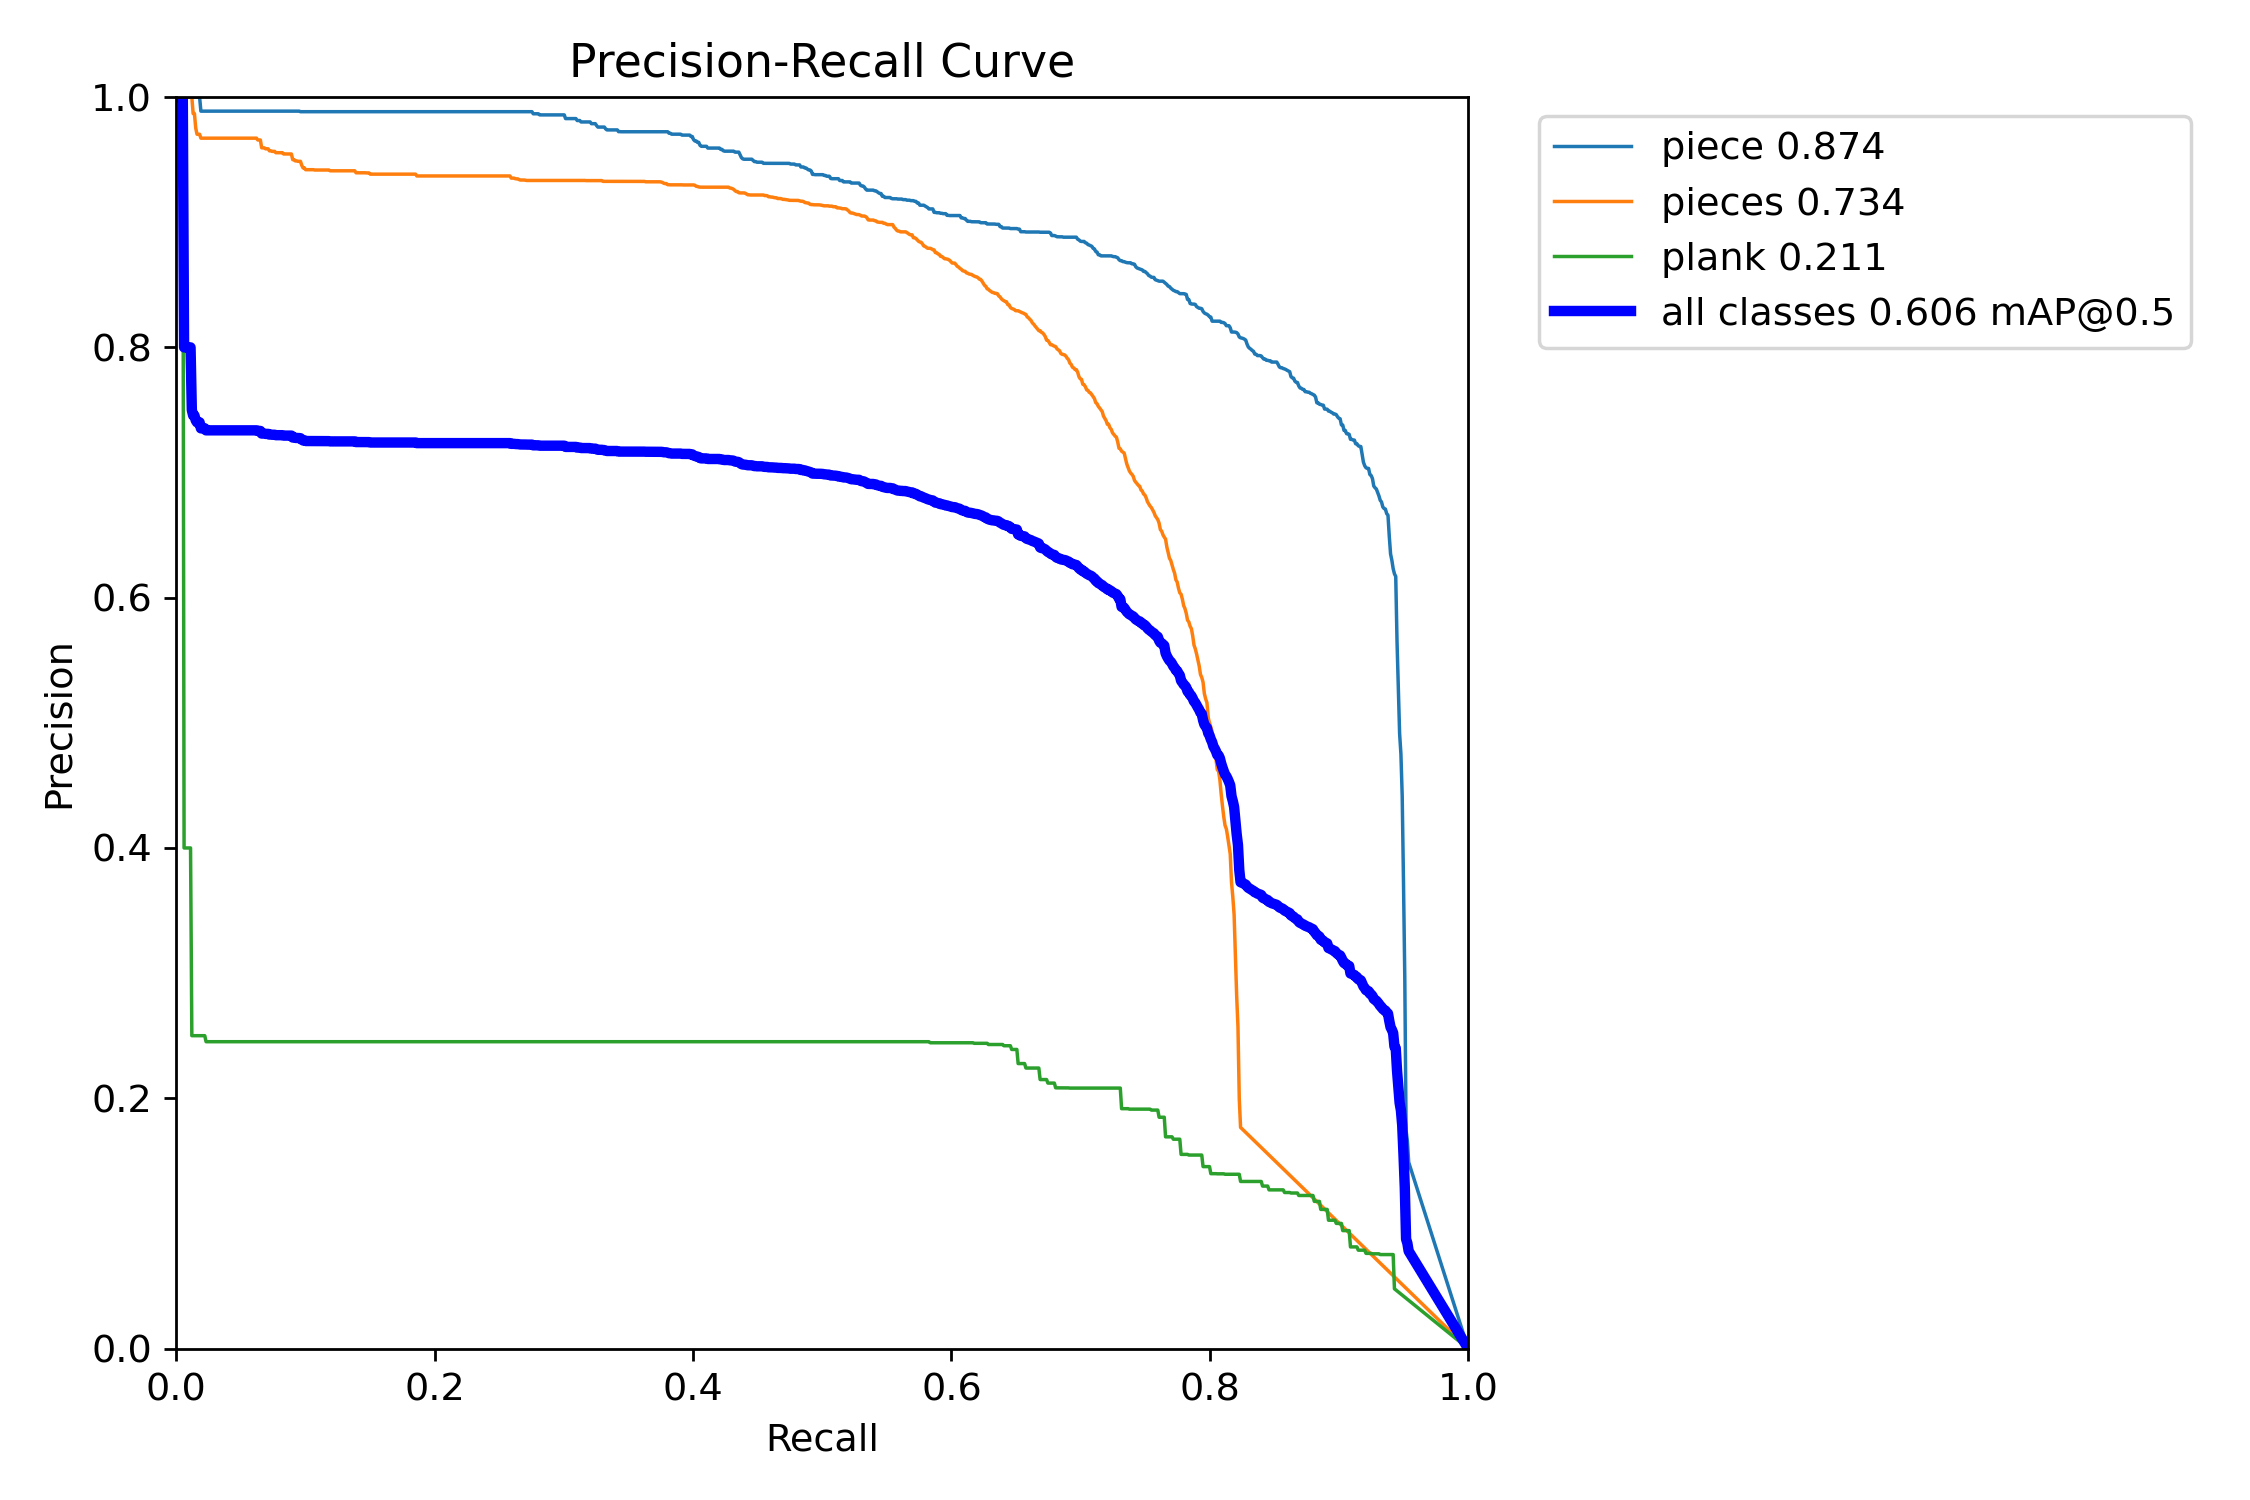 Precision-Recall Curve
piece 0.874
pieces 0.734
plank 0.211
all classes 0.606 mAP@0.5
Precision
1.0
0.8
0.6
0.4
0.2
0.0
0.0 0.2 0.4 0.6 0.8 1.0
Recall